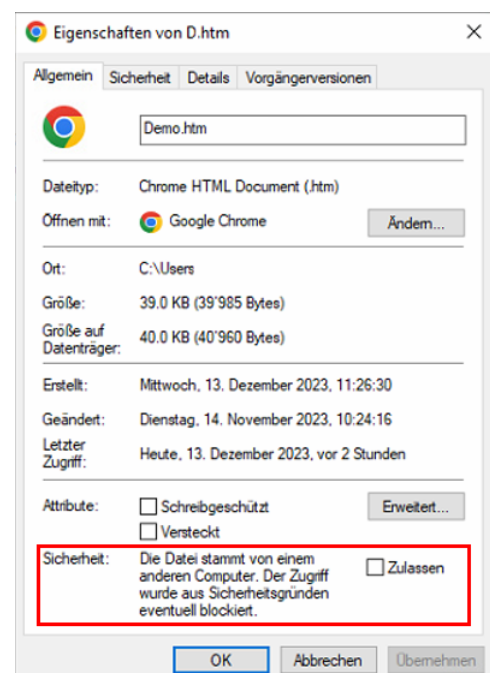 Eigenschaften von D.htm
Allgemein Sicherheit Details Vorgängerversionen
Demo.htm
Dateityp: Chrome HTML Document (.htm)
Öffnen mit: Google Chrome Ändern...
Ort: C:\Users
Größe: 39.0 KB (39'985 Bytes)
Größe auf
Datenträger: 40.0 KB (40'960 Bytes)
Erstellt: Mittwoch, 13. Dezember 2023, 11:26:30
Geändert: Dienstag, 14. November 2023, 10:24:16
Letzter
Zugriff: Heute, 13. Dezember 2023, vor 2 Stunden
Attribute: Schreibgeschützt Erweitert...
Versteckt
Sicherheit: Die Datei stammt von einem
anderen Computer. Der Zugriff Zulassen
wurde aus Sicherheitsgründen
eventuell blockiert.
OK Abbrechen Übernehmen